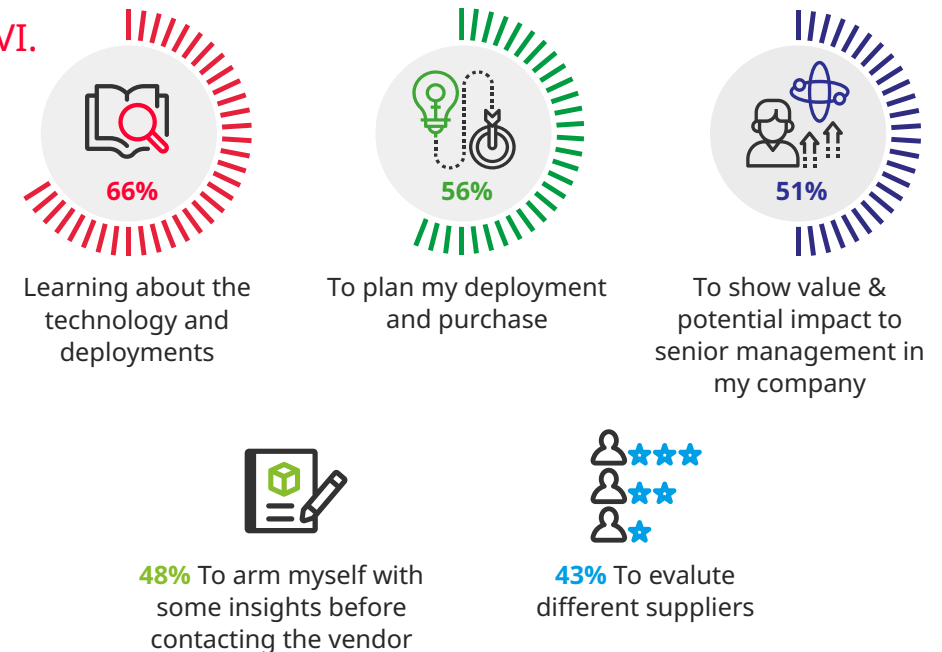 VI.
66%
Learning about the
technology and
deployments
56%
To plan my deployment
and purchase
51%
To show value &
potential impact to
senior management in
my company
48% To arm myself with
some insights before
contacting the vendor
43% To evalute
different suppliers